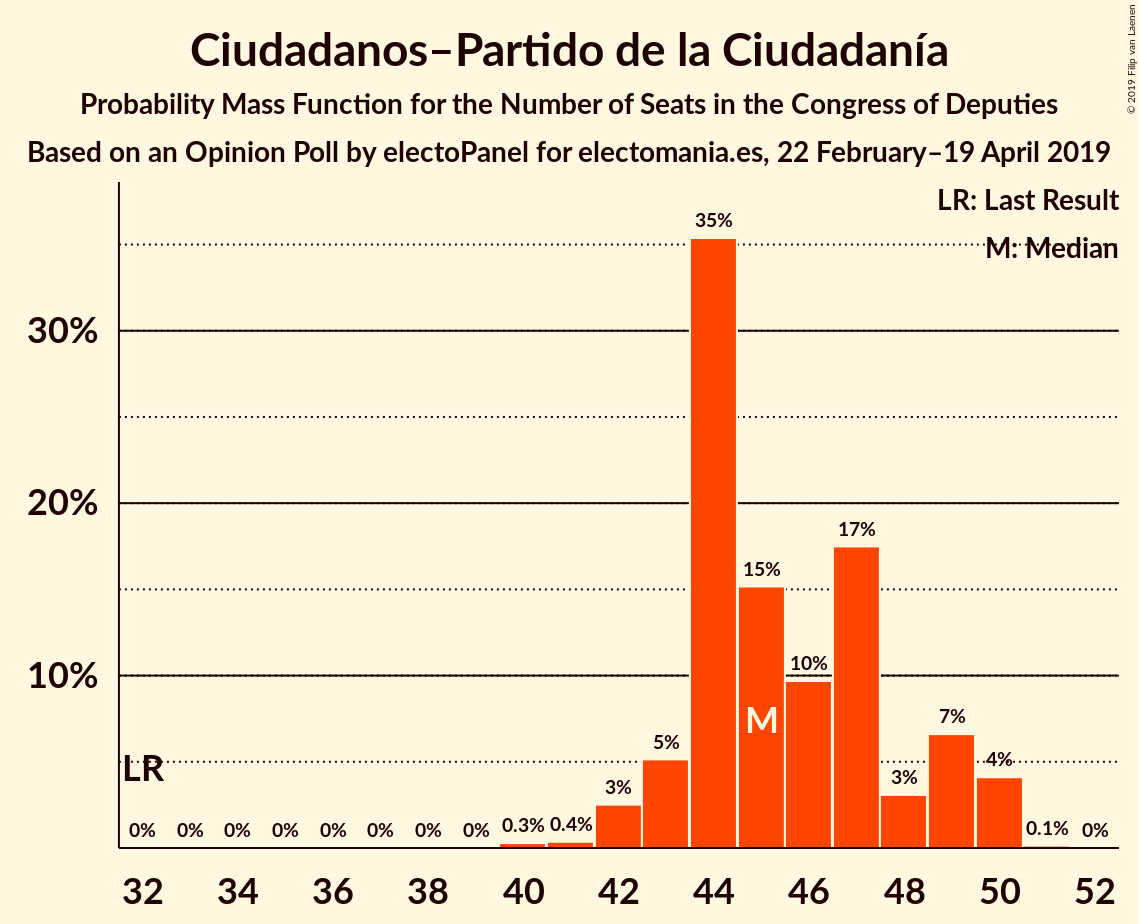 Ciudadanos–Partido de la Ciudadanía
Probability Mass Function for the Number of Seats in the Congress of Deputies
Based on an Opinion Poll by electoPanel for electomania.es, 22 February–19 April 2019
© 2019 Filip van Laenen
LR: Last Result
M: Median
30%
20%
10%
LR
0% 0% 0% 0% 0% 0% 0% 0% 0.3% 0.4% 3% 5% 35% 15% 10% 17% 3% 7% 4% 0.1% 0%
M
32 34 36 38 40 42 44 46 48 50 52